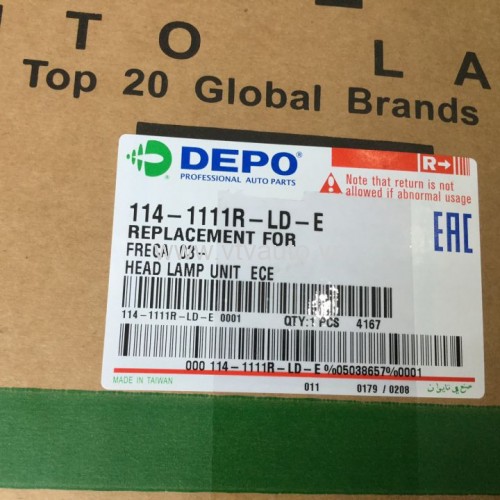 TO LA
Top 20 Global Brands
DEPO®
PROFESSIONAL AUTO PARTS
R→
Note that return is not
allowed if abnormal usage
114-1111R-LD-E
REPLACEMENT FOR
FRECA 03--
HEAD LAMP UNIT ECE
EAC
114-1111R-LD-E 0001 QTY:1 PCS 4167
000 114-1111R-LD-E %05038657%0001
MADE IN TAIWAN 011 0179 / 0208